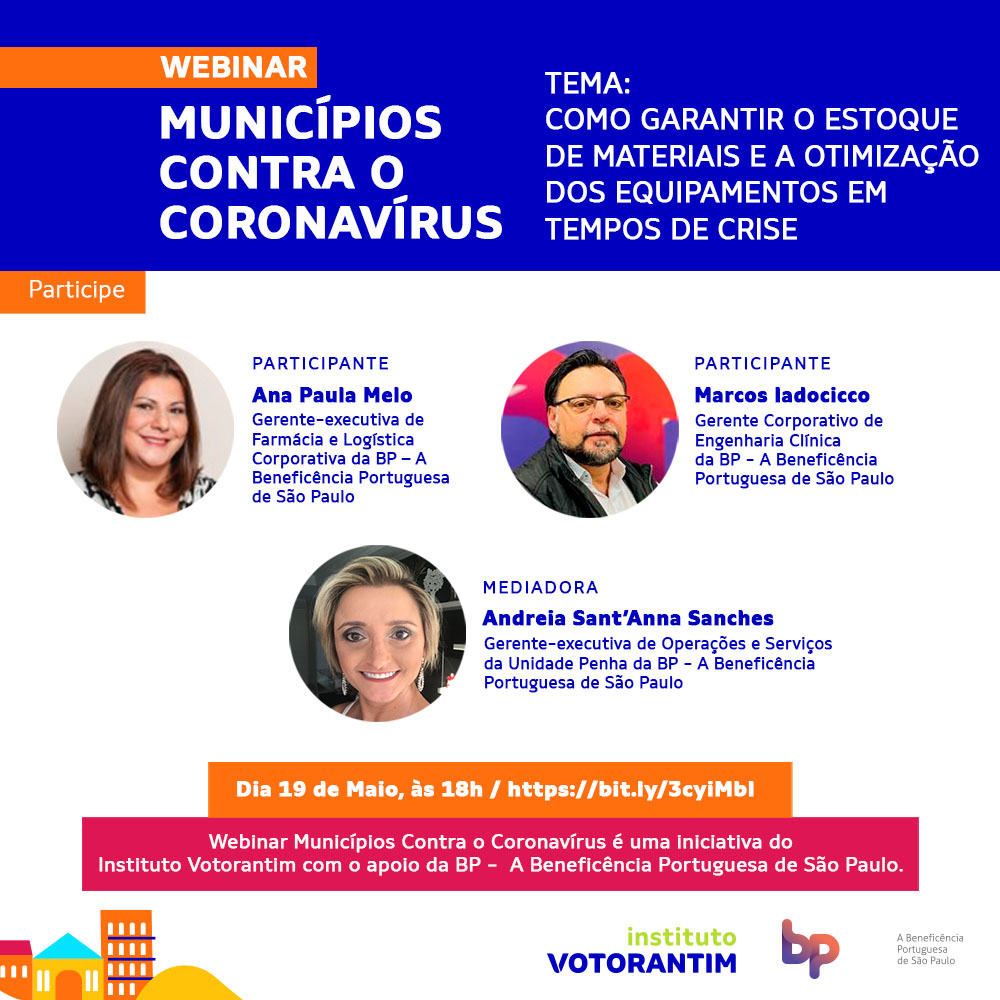 WEBINAR
MUNICÍPIOS
CONTRA O
CORONAVÍRUS
TEMA:
COMO GARANTIR O ESTOQUE
DE MATERIAIS E A OTIMIZAÇÃO
DOS EQUIPAMENTOS EM
TEMPOS DE CRISE
Participe
PARTICIPANTE
Ana Paula Melo
Gerente-executiva de
Farmácia e Logística
Corporativa da BP – A
Beneficência Portuguesa
de São Paulo
PARTICIPANTE
Marcos Iadocicco
Gerente Corporativo de
Engenharia Clínica
da BP - A Beneficência
Portuguesa de São Paulo
MEDIADORA
Andreia Sant’Anna Sanches
Gerente-executiva de Operações e Serviços
da Unidade Penha da BP - A Beneficência
Portuguesa de São Paulo
Dia 19 de Maio, às 18h / https://bit.ly/3cyiMbI
Webinar Municípios Contra o Coronavírus é uma iniciativa do
Instituto Votorantim com o apoio da BP - A Beneficência Portuguesa de São Paulo.
instituto
VOTORANTIM
bp
A Beneficência
Portuguesa
de São Paulo